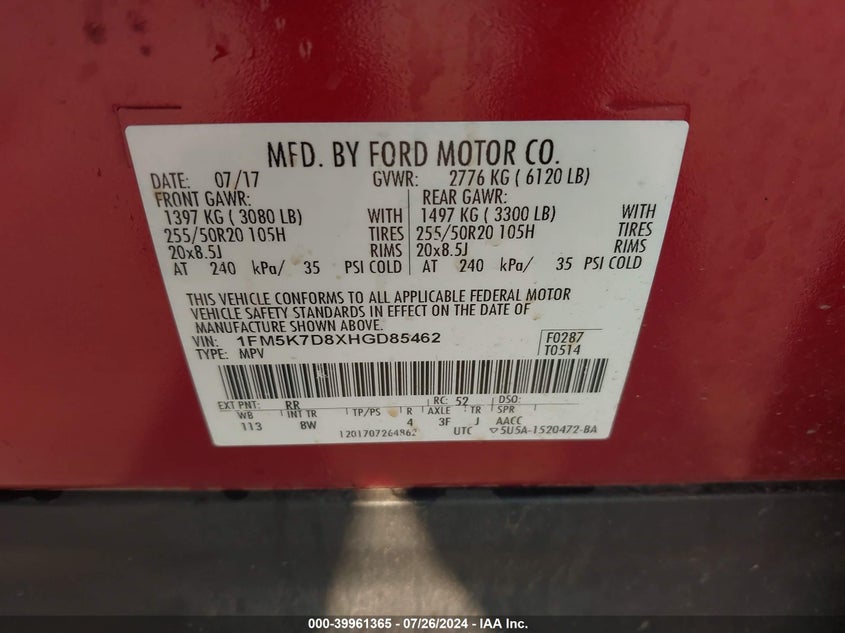 MFD. BY FORD MOTOR CO.
DATE: 07/17 GVWR: 2776 KG ( 6120 LB)
FRONT GAWR: REAR GAWR:
1397 KG ( 3080 LB) WITH 1497 KG ( 3300 LB) WITH
255/50R20 105H TIRES 255/50R20 105H TIRES
20x8.5J RIMS 20x8.5J RIMS
AT 240 kPa/ 35 PSI COLD AT 240 kPa/ 35 PSI COLD
THIS VEHICLE CONFORMS TO ALL APPLICABLE FEDERAL MOTOR
VEHICLE SAFETY STANDARDS IN EFFECT ON THE DATE OF
MANUFACTURE SHOWN ABOVE.
VIN: 1FM5K7D8XHGD85462 F0287
TYPE: MPV T0514
EXT PNT: RR RC: 52 DSO:
WB INT TR TP/PS R AXLE TR SPR
113 BW 4 3F J AACC
1201707264862 UTC ▽5U5A-1520472-BA
000-39961365 - 07/26/2024 - IAA Inc.